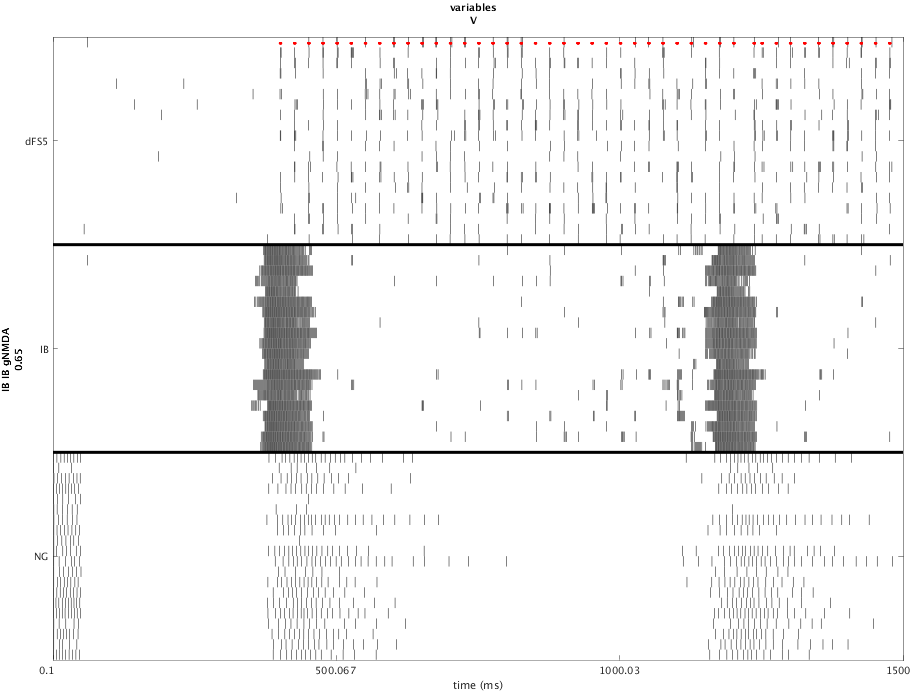 variables
V
dFS5
IB
NG
IB IB gNMDA
0.65
0.1
500.067
1000.03
1500
time (ms)